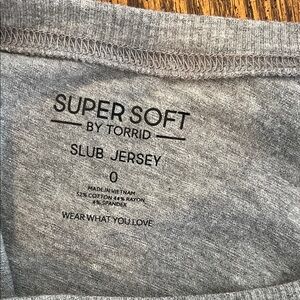 SUPER SOFT
BY TORRID
SLUB JERSEY
0
MADE IN VIETNAM
52% COTTON 44% RAYON
4% SPANDEX
WEAR WHAT YOU LOVE